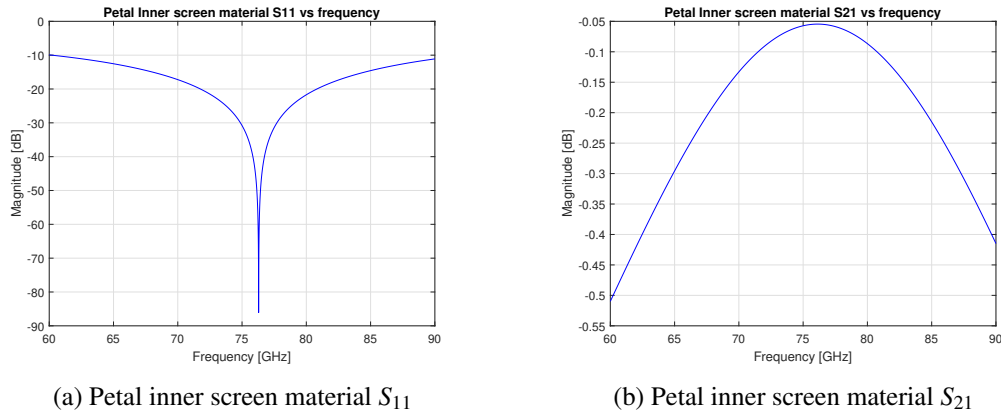 Petal Inner screen material S11 vs frequency
0
-10
-20
-30
-40
-50
-60
-70
-80
-90
Magnitude [dB]
60 65 70 75 80 85 90
Frequency [GHz]
(a) Petal inner screen material S11
Petal Inner screen material S21 vs frequency
-0.05
-0.1
-0.15
-0.2
-0.25
-0.3
-0.35
-0.4
-0.45
-0.5
-0.55
Magnitude [dB]
60 65 70 75 80 85 90
Frequency [GHz]
(b) Petal inner screen material S21